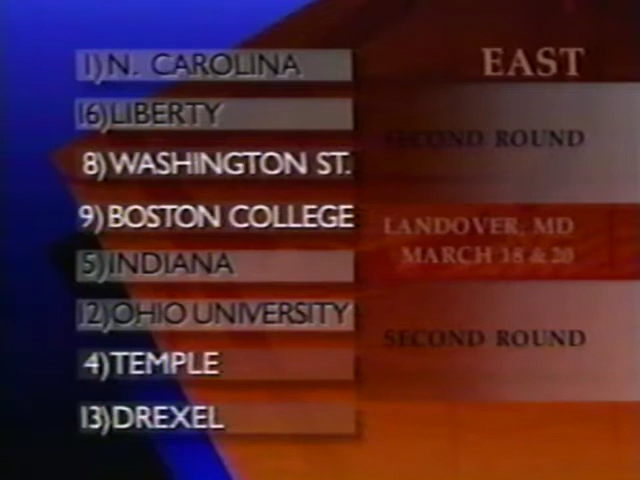 1) N. CAROLINA
16) LIBERTY
8) WASHINGTON ST.
9) BOSTON COLLEGE
5) INDIANA
12) OHIO UNIVERSITY
4) TEMPLE
13) DREXEL
EAST
SECOND ROUND
LANDOVER, MD
MARCH 18 & 20
SECOND ROUND